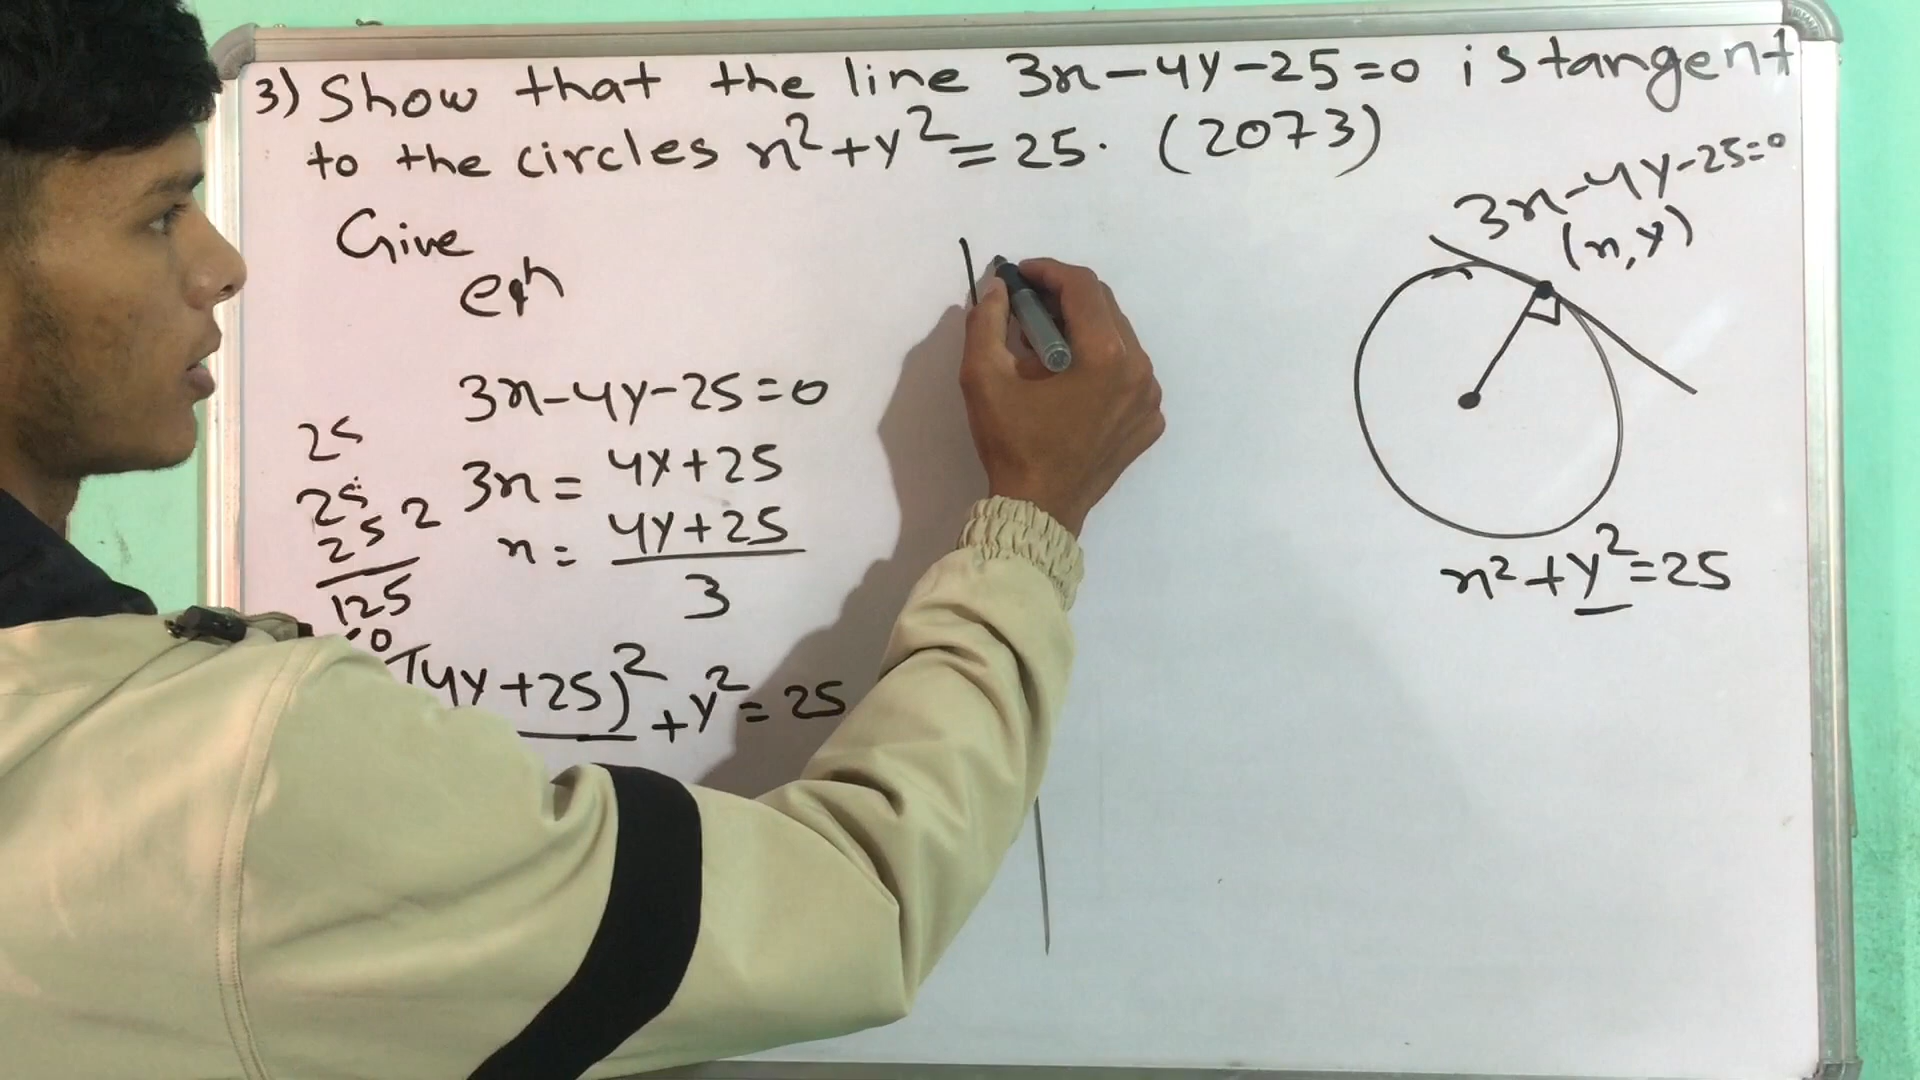 3) Show that the line 3x-4y-25=0 is tangent
to the circles x²+y²=25. (2073)
Give
eqn
3x-4y-25=0
3x = 4y+25
x = 4y+25
3
25
25
25 2
125
(4y+25)² + y² = 25
3x-4y-25=0
(x,y)
x²+y²=25